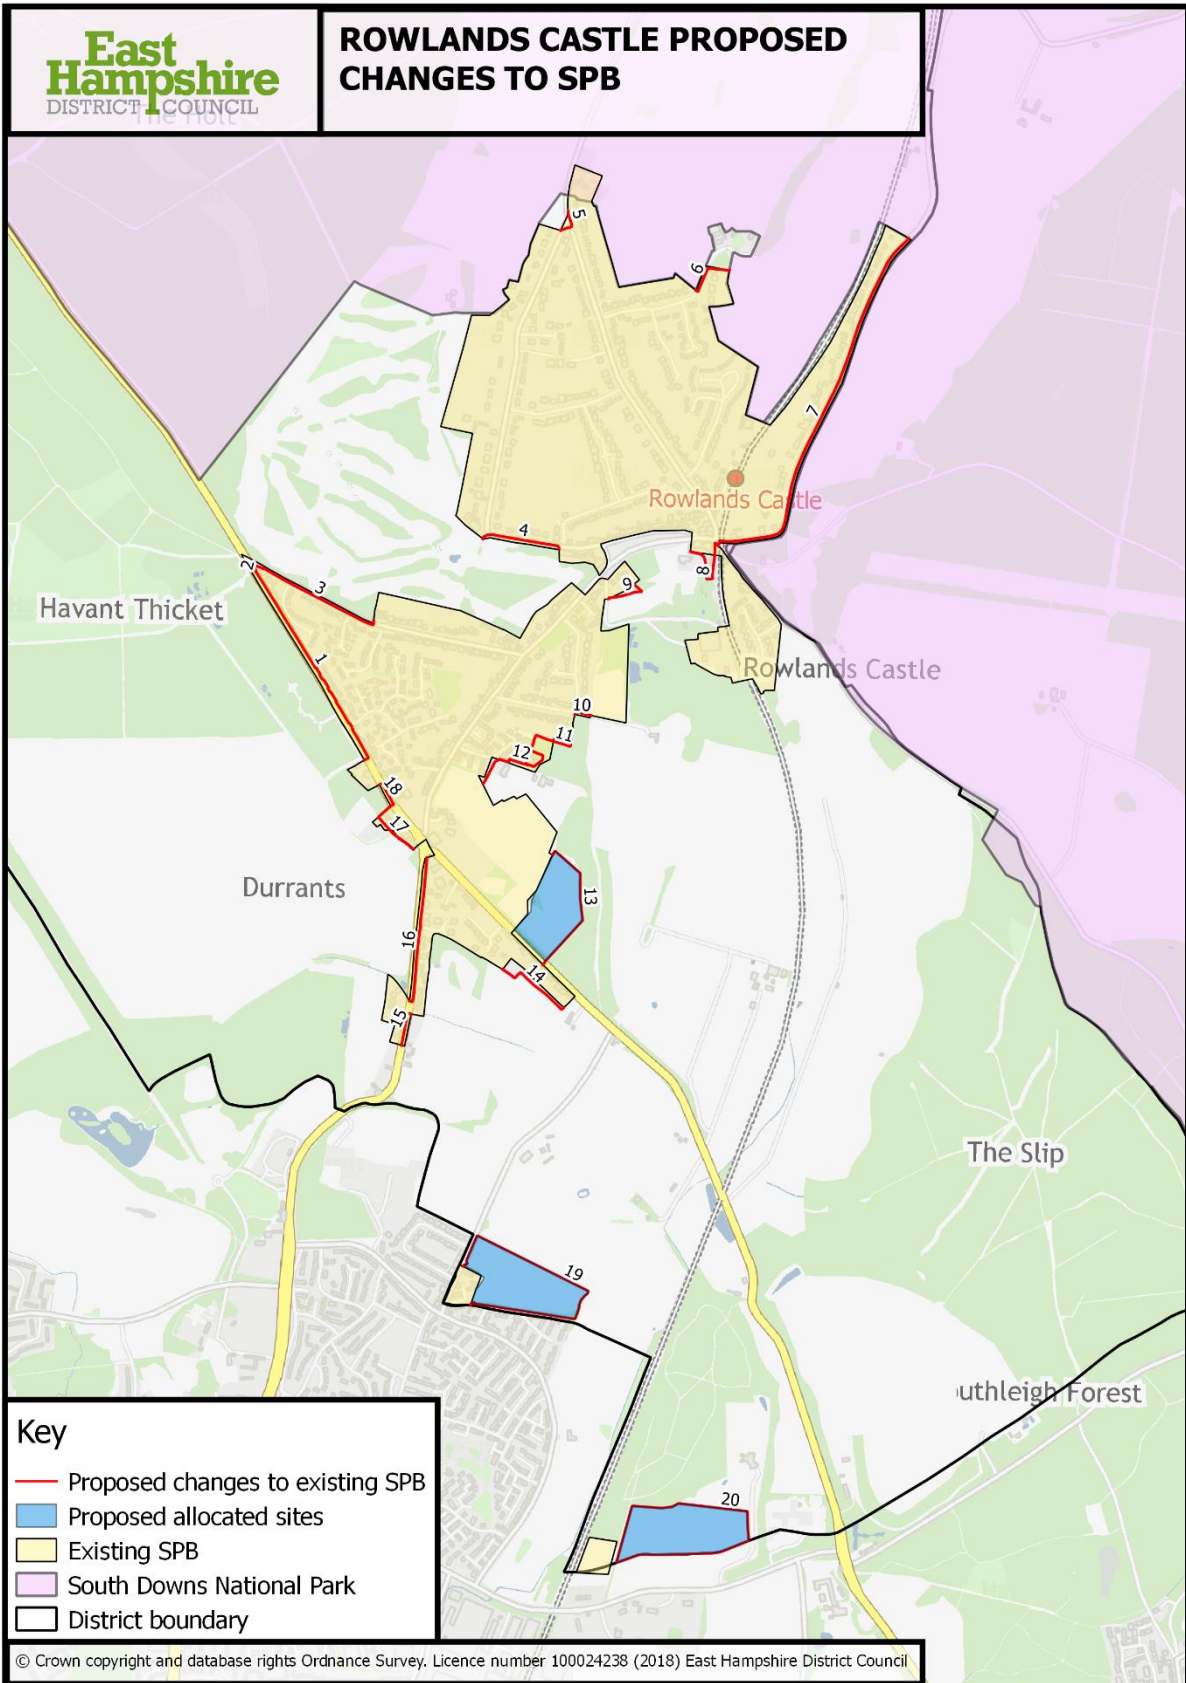 East
Hampshire
DISTRICT COUNCIL
The Holt
ROWLANDS CASTLE PROPOSED
CHANGES TO SPB
5
6
7
Rowlands Castle
4
8
21
3
9
Havant Thicket
1
Rowlands Castle
10
11
12
18
17
Durrants
13
16
14
15
The Slip
19
uthleigh Forest
20
Key
Proposed changes to existing SPB
Proposed allocated sites
Existing SPB
South Downs National Park
District boundary
© Crown copyright and database rights Ordnance Survey. Licence number 100024238 (2018) East Hampshire District Council